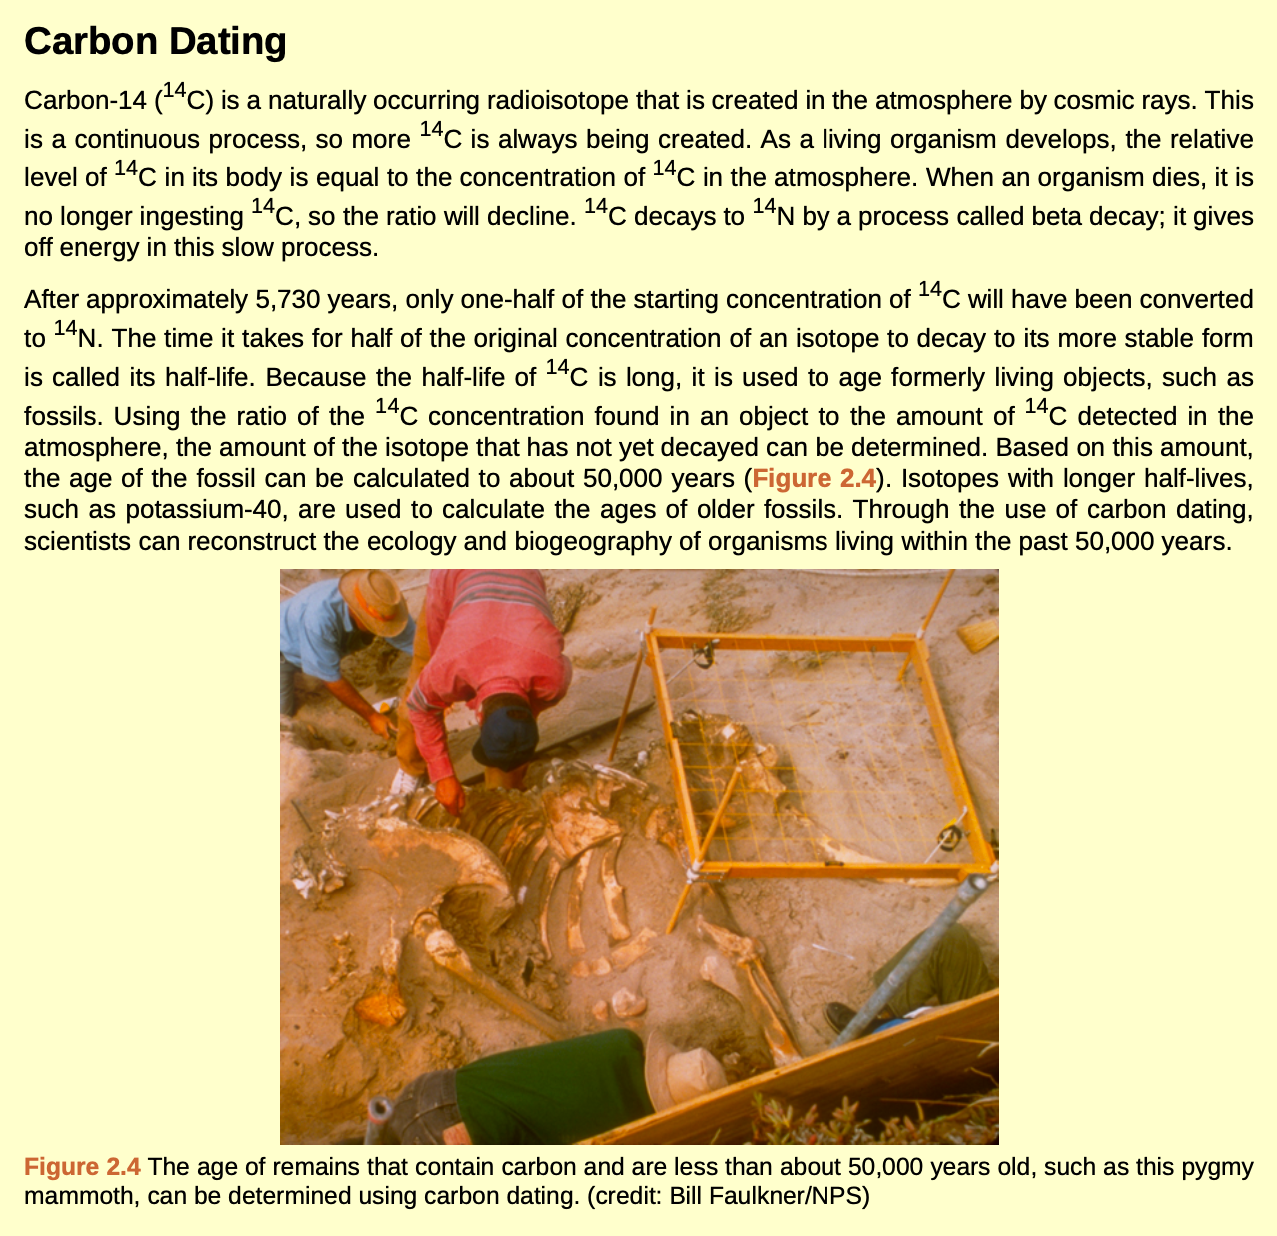 Carbon Dating
Carbon-14 (¹⁴C) is a naturally occurring radioisotope that is created in the atmosphere by cosmic rays. This
is a continuous process, so more ¹⁴C is always being created. As a living organism develops, the relative
level of ¹⁴C in its body is equal to the concentration of ¹⁴C in the atmosphere. When an organism dies, it is
no longer ingesting ¹⁴C, so the ratio will decline. ¹⁴C decays to ¹⁴N by a process called beta decay; it gives
off energy in this slow process.
After approximately 5,730 years, only one-half of the starting concentration of ¹⁴C will have been converted
to ¹⁴N. The time it takes for half of the original concentration of an isotope to decay to its more stable form
is called its half-life. Because the half-life of ¹⁴C is long, it is used to age formerly living objects, such as
fossils. Using the ratio of the ¹⁴C concentration found in an object to the amount of ¹⁴C detected in the
atmosphere, the amount of the isotope that has not yet decayed can be determined. Based on this amount,
the age of the fossil can be calculated to about 50,000 years (Figure 2.4). Isotopes with longer half-lives,
such as potassium-40, are used to calculate the ages of older fossils. Through the use of carbon dating,
scientists can reconstruct the ecology and biogeography of organisms living within the past 50,000 years.
Figure 2.4 The age of remains that contain carbon and are less than about 50,000 years old, such as this pygmy
mammoth, can be determined using carbon dating. (credit: Bill Faulkner/NPS)